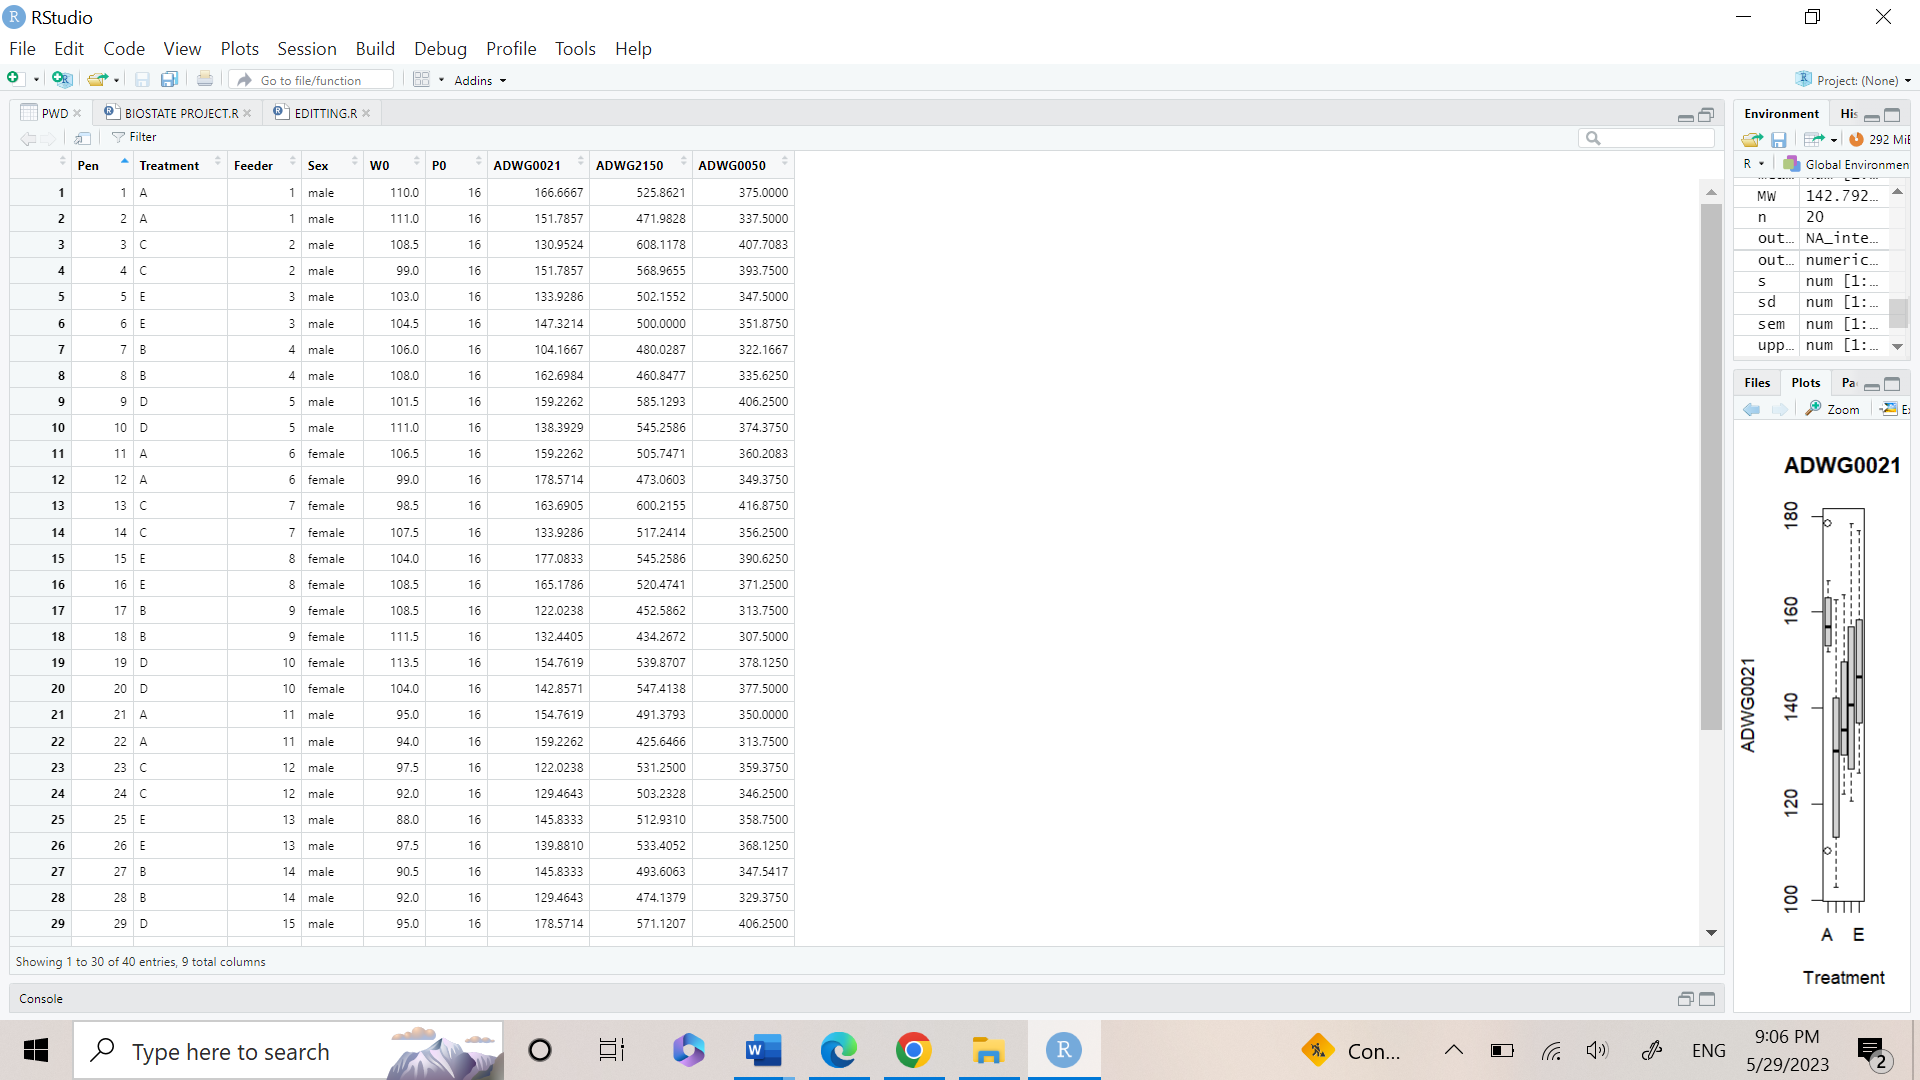 RStudio
File Edit Code View Plots Session Build Debug Profile Tools Help
Go to file/function Addins Project: (None)
PWD BIOSTATE PROJECT.R EDITTING.R
Filter
Pen Treatment Feeder Sex W0 P0 ADWG0021 ADWG2150 ADWG0050
1 1 A 1 male 110.0 16 166.6667 525.8621 375.0000
2 2 A 1 male 111.0 16 151.7857 471.9828 337.5000
3 3 C 2 male 108.5 16 130.9524 608.1178 407.7083
4 4 C 2 male 99.0 16 151.7857 568.9655 393.7500
5 5 E 3 male 103.0 16 133.9286 502.1552 347.5000
6 6 E 3 male 104.5 16 147.3214 500.0000 351.8750
7 7 B 4 male 106.0 16 104.1667 480.0287 322.1667
8 8 B 4 male 108.0 16 162.6984 460.8477 335.6250
9 9 D 5 male 101.5 16 159.2262 585.1293 406.2500
10 10 D 5 male 111.0 16 138.3929 545.2586 374.3750
11 11 A 6 female 106.5 16 159.2262 505.7471 360.2083
12 12 A 6 female 99.0 16 178.5714 473.0603 349.3750
13 13 C 7 female 98.5 16 163.6905 600.2155 416.8750
14 14 C 7 female 107.5 16 133.9286 517.2414 356.2500
15 15 E 8 female 104.0 16 177.0833 545.2586 390.6250
16 16 E 8 female 108.5 16 165.1786 520.4741 371.2500
17 17 B 9 female 108.5 16 122.0238 452.5862 313.7500
18 18 B 9 female 111.5 16 132.4405 434.2672 307.5000
19 19 D 10 female 113.5 16 154.7619 539.8707 378.1250
20 20 D 10 female 104.0 16 142.8571 547.4138 377.5000
21 21 A 11 male 95.0 16 154.7619 491.3793 350.0000
22 22 A 11 male 94.0 16 159.2262 425.6466 313.7500
23 23 C 12 male 97.5 16 122.0238 531.2500 359.3750
24 24 C 12 male 92.0 16 129.4643 503.2328 346.2500
25 25 E 13 male 88.0 16 145.8333 512.9310 358.7500
26 26 E 13 male 97.5 16 139.8810 533.4052 368.1250
27 27 B 14 male 90.5 16 145.8333 493.6063 347.5417
28 28 B 14 male 92.0 16 129.4643 474.1379 329.3750
29 29 D 15 male 95.0 16 178.5714 571.1207 406.2500
Showing 1 to 30 of 40 entries, 9 total columns
Console
Environment His
292 MiB
R Global Environmen
MW 142.792…
n 20
out… NA_inte…
out… numeric…
s num [1:…
sd num [1:…
sem num [1:…
upp… num [1:…
Files Plots Pa
Zoom Ex
ADWG0021
180
160
140
120
100
ADWG0021
A E
Treatment
Type here to search
Con...
ENG
9:06 PM
5/29/2023
2